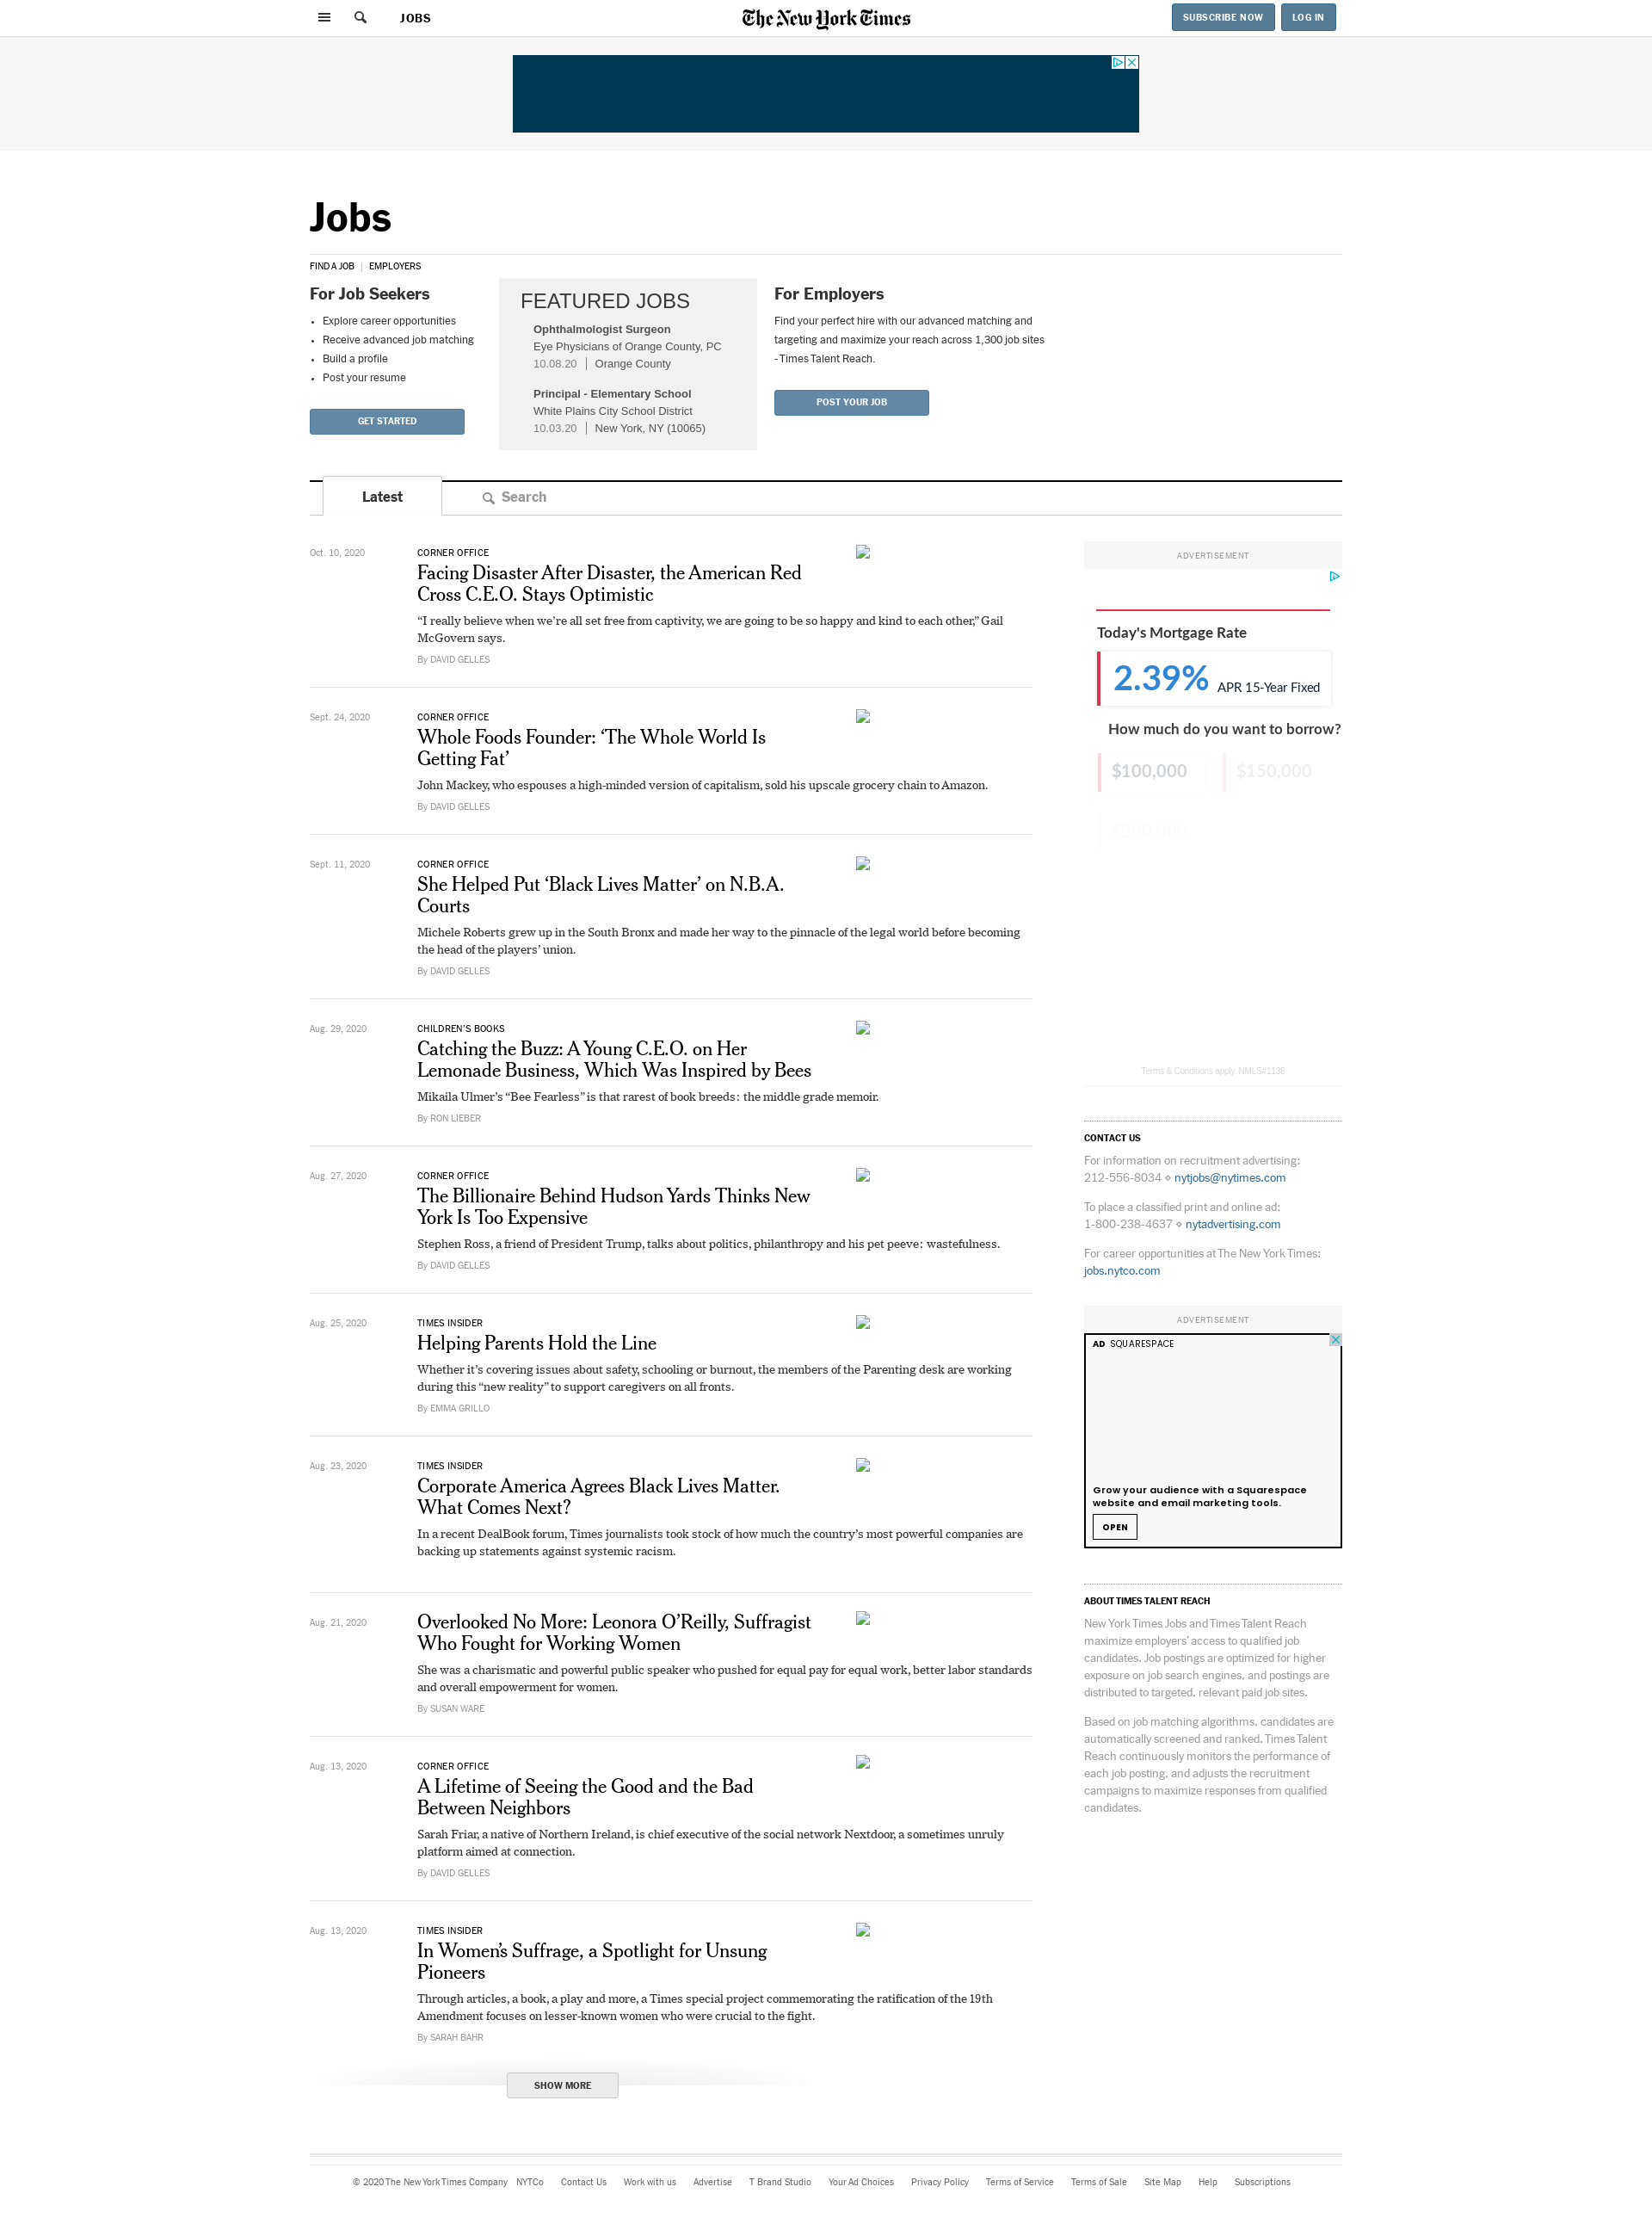 JOBS
The New York Times
SUBSCRIBE NOW
LOG IN
Jobs
FIND A JOB
EMPLOYERS
For Job Seekers
Explore career opportunities
Receive advanced job matching
Build a profile
Post your resume
GET STARTED
FEATURED JOBS
Ophthalmologist Surgeon
Eye Physicians of Orange County, PC
10.08.20 | Orange County
Principal - Elementary School
White Plains City School District
10.03.20 | New York, NY (10065)
For Employers
Find your perfect hire with our advanced matching and
targeting and maximize your reach across 1,300 job sites
- Times Talent Reach.
POST YOUR JOB
Latest
Search
Oct. 10, 2020
CORNER OFFICE
Facing Disaster After Disaster, the American Red
Cross C.E.O. Stays Optimistic
“I really believe when we’re all set free from captivity, we are going to be so happy and kind to each other,” Gail
McGovern says.
By DAVID GELLES
Sept. 24, 2020
CORNER OFFICE
Whole Foods Founder: ‘The Whole World Is
Getting Fat’
John Mackey, who espouses a high-minded version of capitalism, sold his upscale grocery chain to Amazon.
By DAVID GELLES
Sept. 11, 2020
CORNER OFFICE
She Helped Put ‘Black Lives Matter’ on N.B.A.
Courts
Michele Roberts grew up in the South Bronx and made her way to the pinnacle of the legal world before becoming
the head of the players’ union.
By DAVID GELLES
Aug. 29, 2020
CHILDREN’S BOOKS
Catching the Buzz: A Young C.E.O. on Her
Lemonade Business, Which Was Inspired by Bees
Mikaila Ulmer’s “Bee Fearless” is that rarest of book breeds: the middle grade memoir.
By RON LIEBER
Aug. 27, 2020
CORNER OFFICE
The Billionaire Behind Hudson Yards Thinks New
York Is Too Expensive
Stephen Ross, a friend of President Trump, talks about politics, philanthropy and his pet peeve: wastefulness.
By DAVID GELLES
Aug. 25, 2020
TIMES INSIDER
Helping Parents Hold the Line
Whether it’s covering issues about safety, schooling or burnout, the members of the Parenting desk are working
during this “new reality” to support caregivers on all fronts.
By EMMA GRILLO
Aug. 23, 2020
TIMES INSIDER
Corporate America Agrees Black Lives Matter.
What Comes Next?
In a recent DealBook forum, Times journalists took stock of how much the country’s most powerful companies are
backing up statements against systemic racism.
Aug. 21, 2020
Overlooked No More: Leonora O’Reilly, Suffragist
Who Fought for Working Women
She was a charismatic and powerful public speaker who pushed for equal pay for equal work, better labor standards
and overall empowerment for women.
By SUSAN WARE
Aug. 13, 2020
CORNER OFFICE
A Lifetime of Seeing the Good and the Bad
Between Neighbors
Sarah Friar, a native of Northern Ireland, is chief executive of the social network Nextdoor, a sometimes unruly
platform aimed at connection.
By DAVID GELLES
Aug. 13, 2020
TIMES INSIDER
In Women’s Suffrage, a Spotlight for Unsung
Pioneers
Through articles, a book, a play and more, a Times special project commemorating the ratification of the 19th
Amendment focuses on lesser-known women who were crucial to the fight.
By SARAH BAHR
SHOW MORE
ADVERTISEMENT
Today's Mortgage Rate
2.39% APR 15-Year Fixed
How much do you want to borrow?
$100,000
$150,000
$200,000
Terms & Conditions apply. NMLS#1136
CONTACT US
For information on recruitment advertising:
212-556-8034 ⋄ nytjobs@nytimes.com
To place a classified print and online ad:
1-800-238-4637 ⋄ nytadvertising.com
For career opportunities at The New York Times:
jobs.nytco.com
ADVERTISEMENT
AD SQUARESPACE
Grow your audience with a Squarespace
website and email marketing tools.
OPEN
ABOUT TIMES TALENT REACH
New York Times Jobs and Times Talent Reach
maximize employers’ access to qualified job
candidates. Job postings are optimized for higher
exposure on job search engines, and postings are
distributed to targeted, relevant paid job sites.
Based on job matching algorithms, candidates are
automatically screened and ranked. Times Talent
Reach continuously monitors the performance of
each job posting, and adjusts the recruitment
campaigns to maximize responses from qualified
candidates.
© 2020 The New York Times Company NYTCo Contact Us Work with us Advertise T Brand Studio Your Ad Choices Privacy Policy Terms of Service Terms of Sale Site Map Help Subscriptions